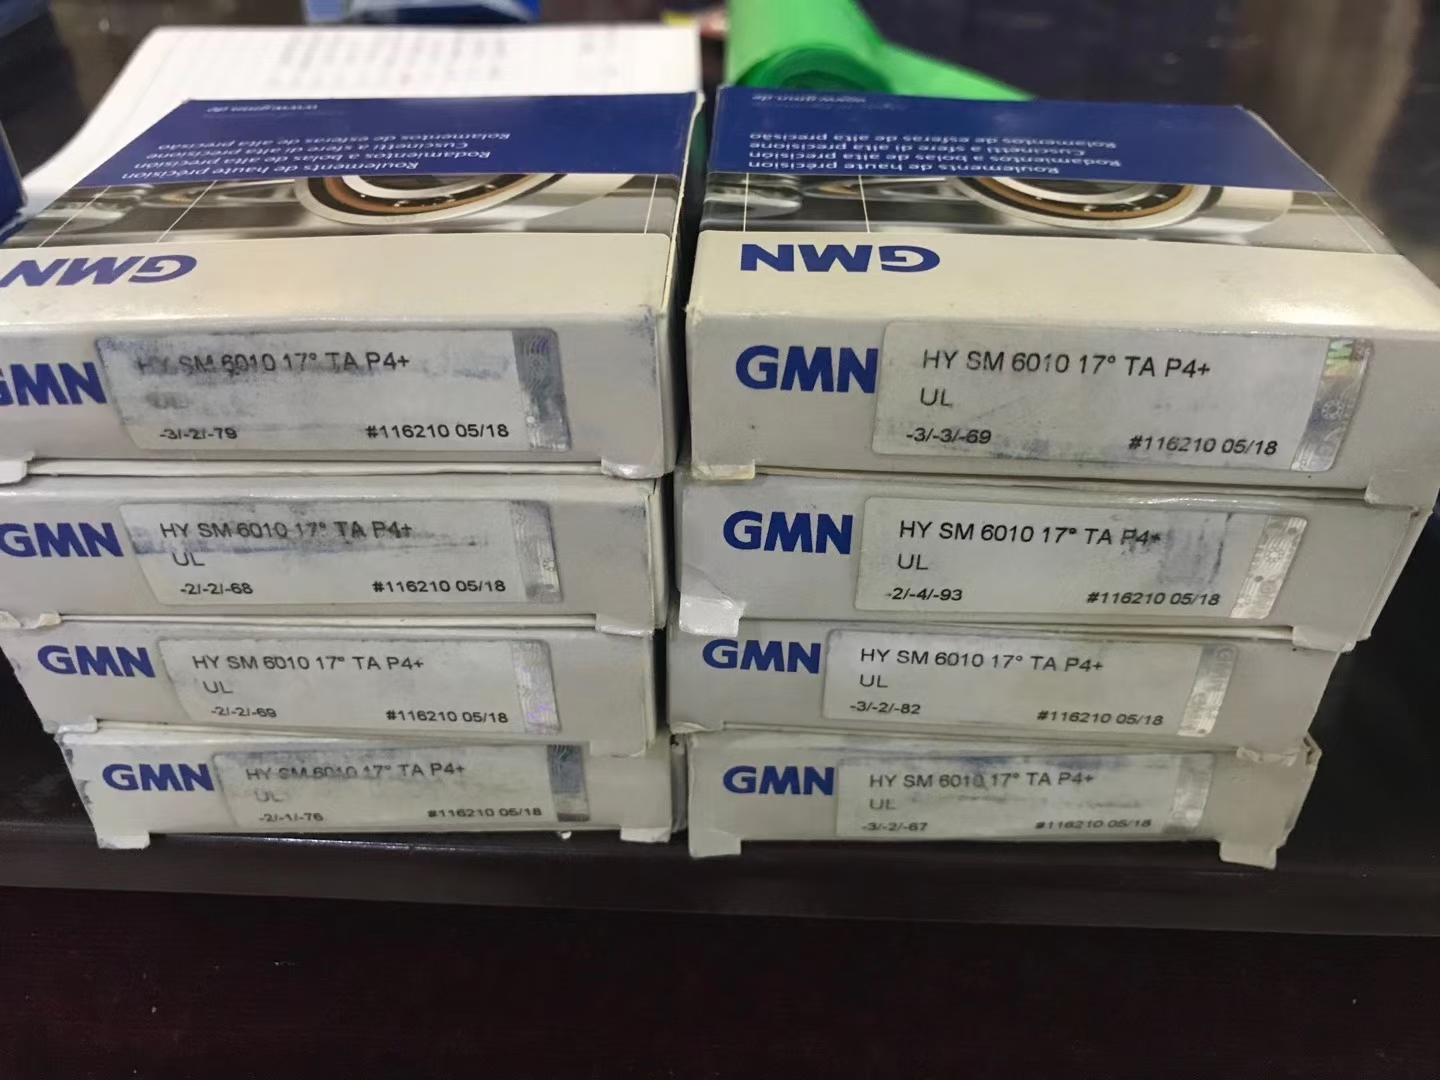 www.gmn.de
Rolamentos de esferas de alta precisão
Cuscinetti a sfere di alta precisione
Rodamientos a bolas de alta precisión
Roulements de haute précision
GMN
GMN
HY SM 6010 17° TA P4+
UL
-3/-2/-79 #116210 05/18
GMN
HY SM 6010 17° TA P4+
UL
-2/-2/-68 #116210 05/18
GMN
HY SM 6010 17° TA P4+
UL
-2/-2/-69 #116210 05/18
GMN
HY SM 6010 17° TA P4+
UL
-2/-1/-76 #116210 05/18
www.gmn.de
Rolamentos de esferas de alta precisão
Cuscinetti a sfere di alta precisione
Rodamientos a bolas de alta precisión
Roulements de haute précision
GMN
GMN
HY SM 6010 17° TA P4+
UL
-3/-3/-69 #116210 05/18
GMN
HY SM 6010 17° TA P4+
UL
-2/-4/-93 #116210 05/18
GMN
HY SM 6010 17° TA P4+
UL
-3/-2/-82 #116210 05/18
GMN
HY SM 6010 17° TA P4+
UL
-3/-2/-67 #116210 05/18